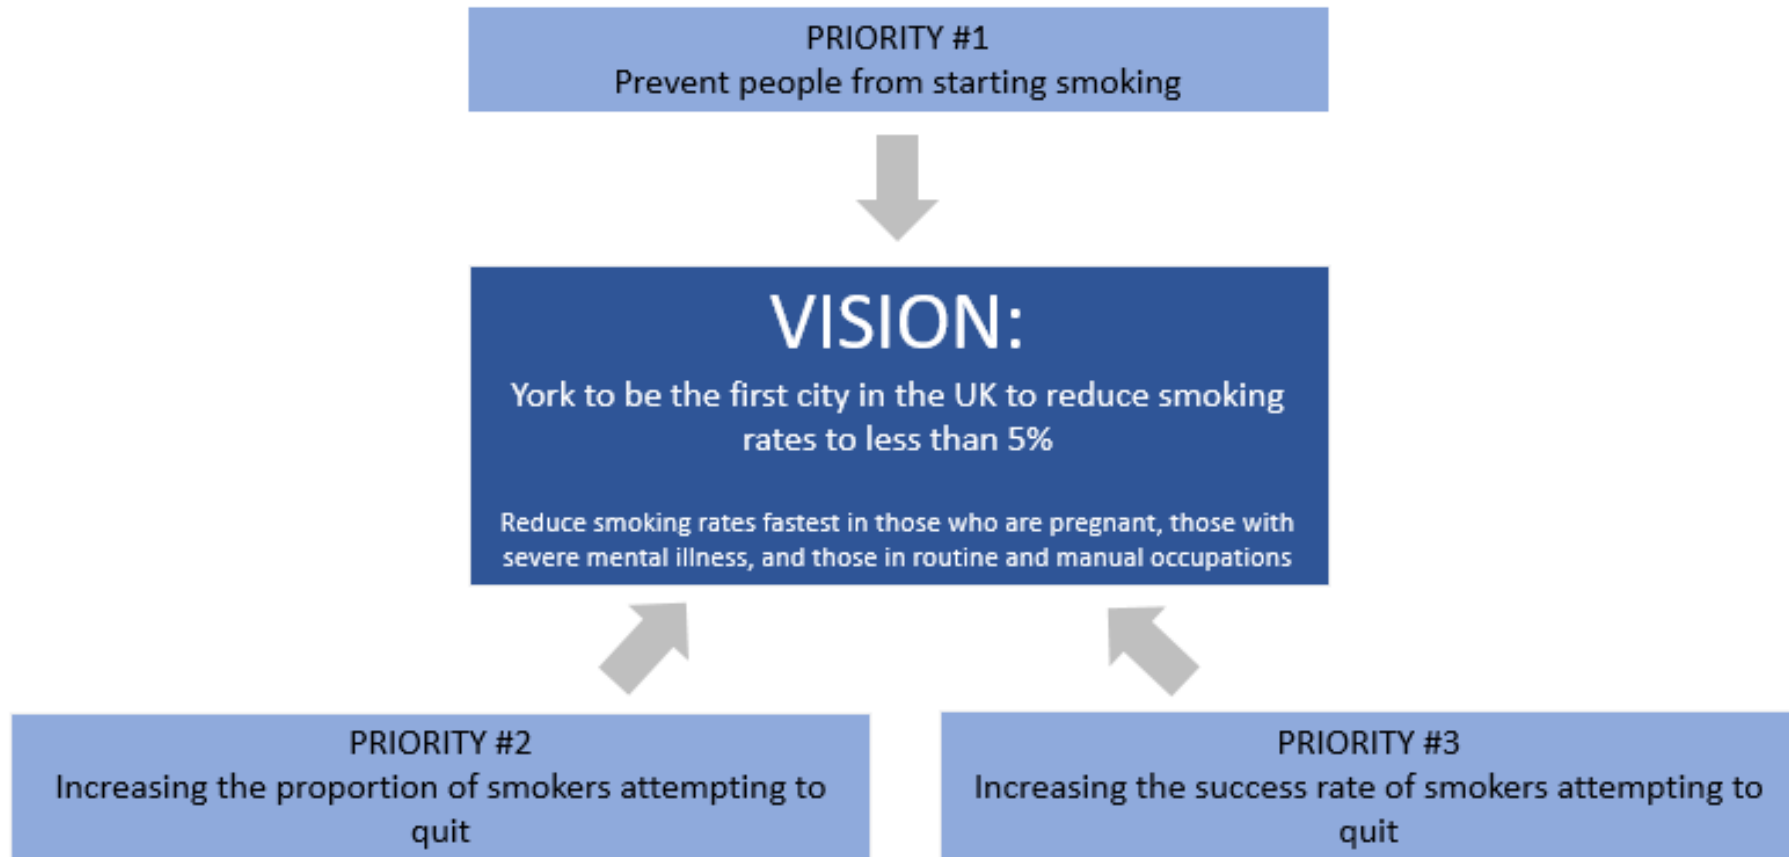 PRIORITY #1
Prevent people from starting smoking
VISION:
York to be the first city in the UK to reduce smoking
rates to less than 5%
Reduce smoking rates fastest in those who are pregnant, those with
severe mental illness, and those in routine and manual occupations
PRIORITY #2
Increasing the proportion of smokers attempting to
quit
PRIORITY #3
Increasing the success rate of smokers attempting to
quit